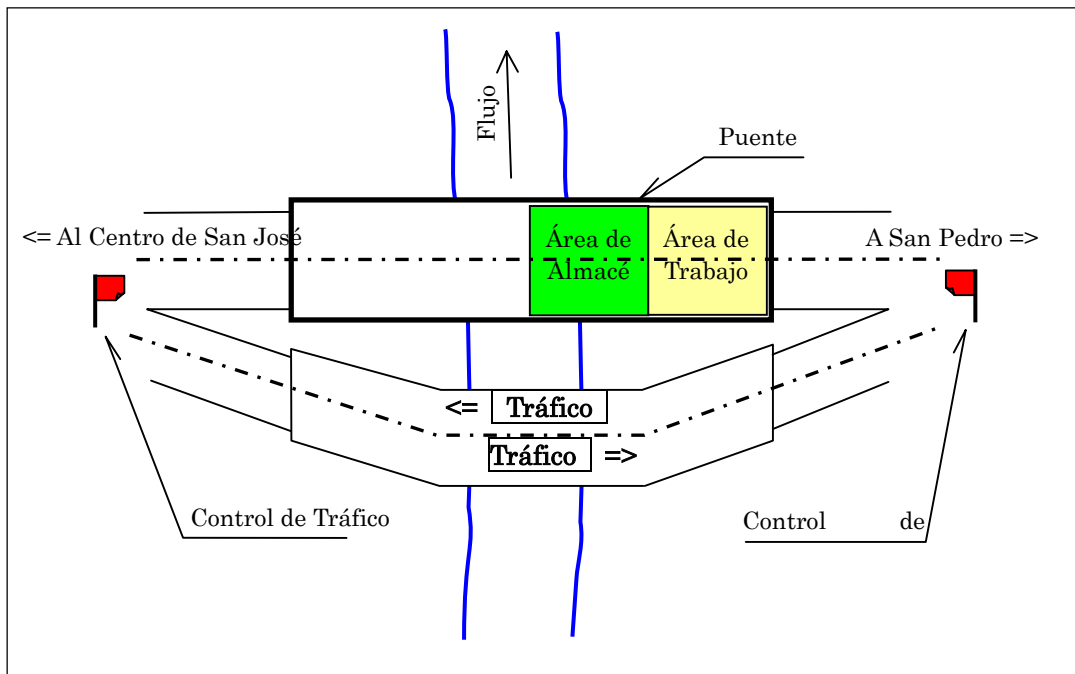 Flujo
Puente
<= Al Centro de San José
Área de
Almacé
Área de
Trabajo
A San Pedro =>
<= Tráfico
Tráfico =>
Control de Tráfico
Control de